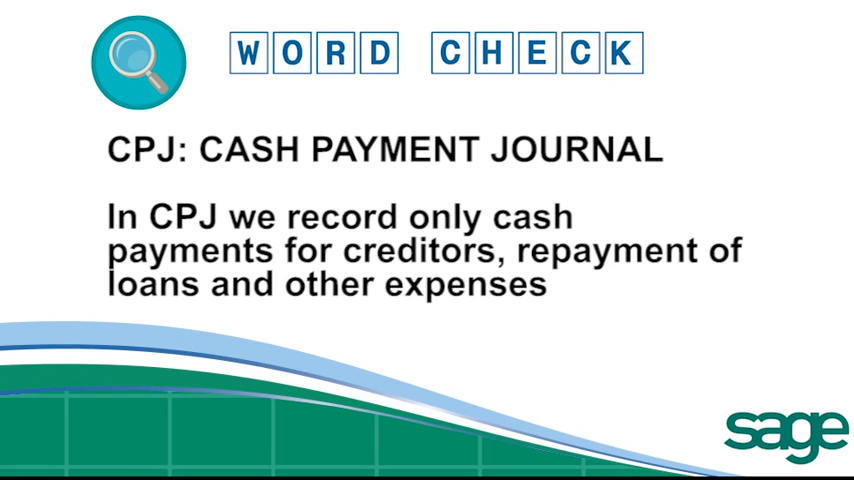 WORD CHECK
CPJ: CASH PAYMENT JOURNAL
In CPJ we record only cash
payments for creditors, repayment of
loans and other expenses
sage